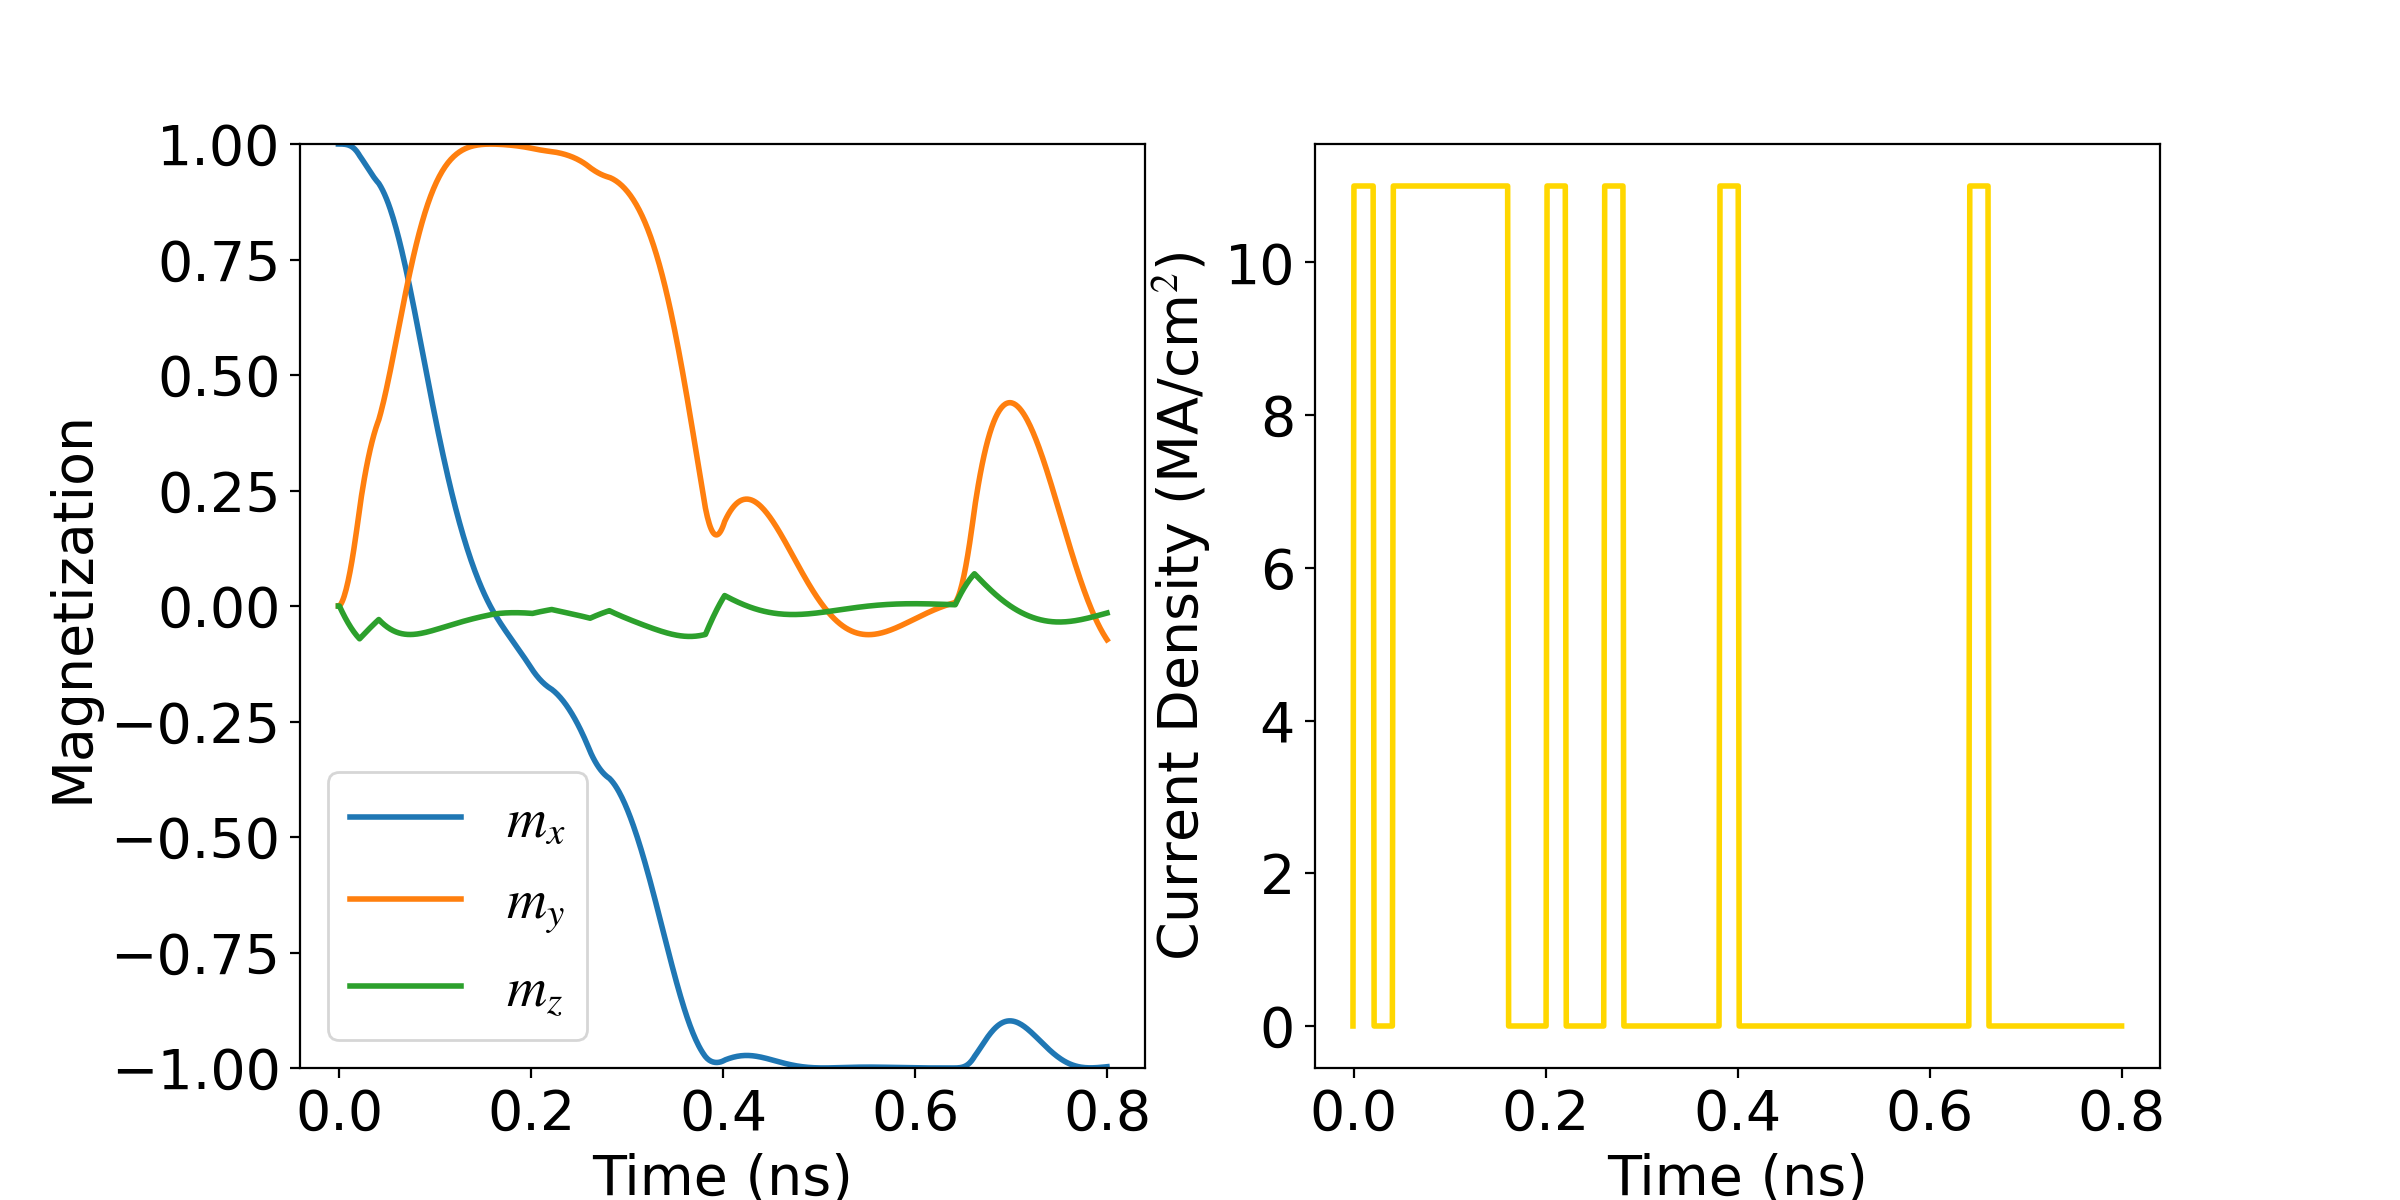 Magnetization
1.00
0.75
0.50
0.25
0.00
−0.25
−0.50
−0.75
−1.00
m_x
m_y
m_z
0.0 0.2 0.4 0.6 0.8
Time (ns)
Current Density (MA/cm²)
10
8
6
4
2
0
0.0 0.2 0.4 0.6 0.8
Time (ns)